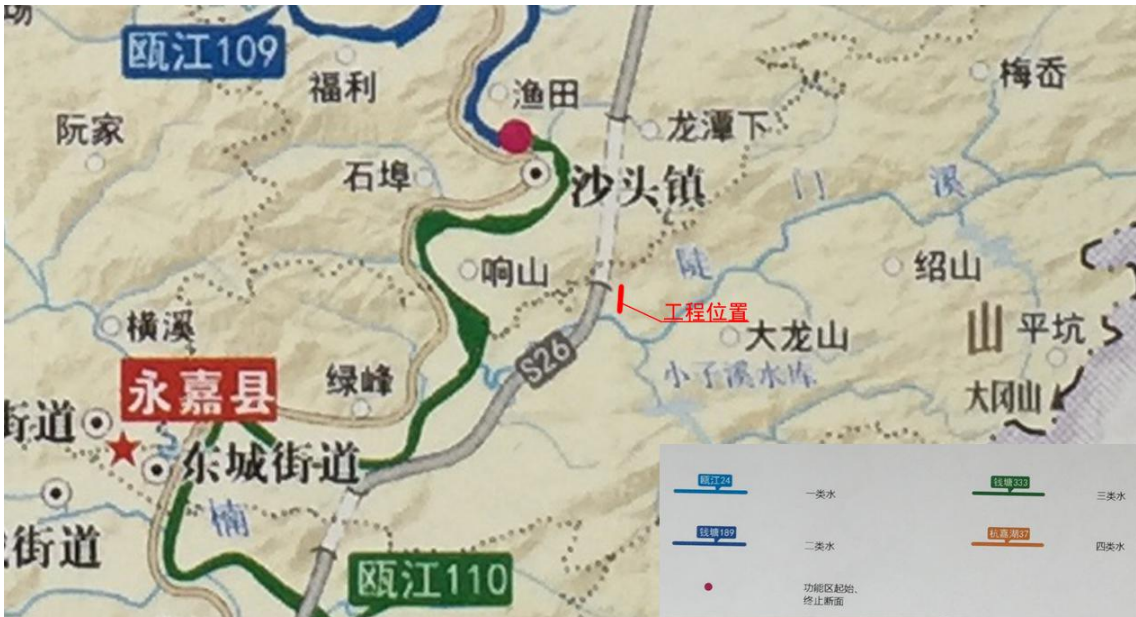 场
瓯江109
福利
渔田
梅岙
阮家
龙潭下
石埠
沙头镇
门
溪
陡
响山
绍山
工程位置
横溪
S26
大龙山
山
平坑
永嘉县
绿峰
小子溪水库
大冈山
街道
东城街道
楠
街道
瓯江110
瓯江24
一类水
钱塘333
三类水
钱塘189
二类水
杭嘉湖37
四类水
功能区起始、
终止断面